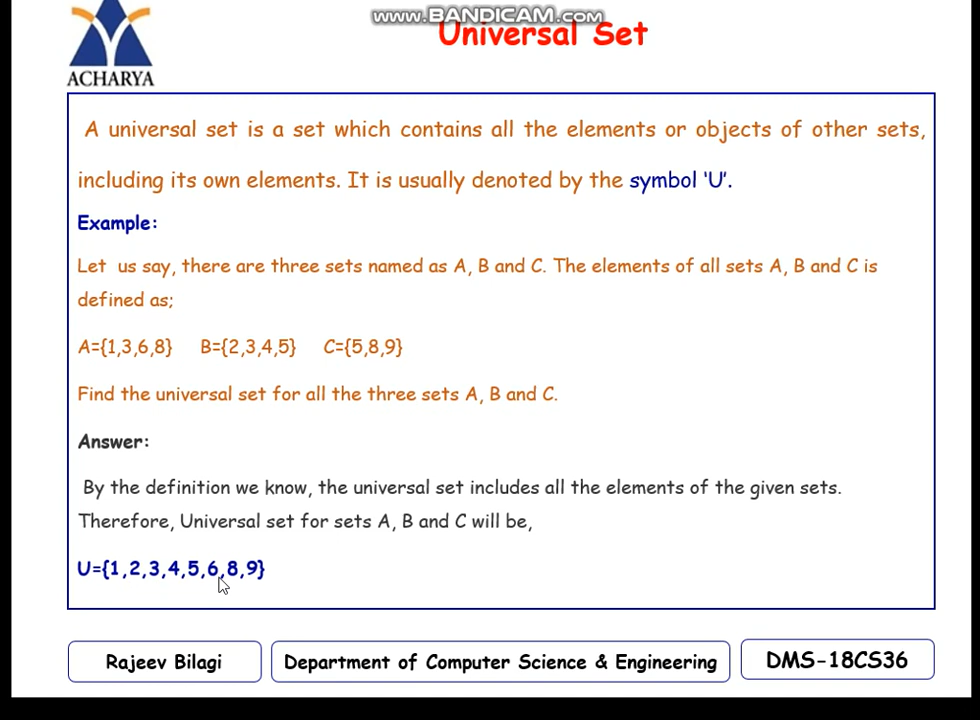 www.BANDICAM.com
Universal Set
ACHARYA
A universal set is a set which contains all the elements or objects of other sets,
including its own elements. It is usually denoted by the symbol ‘U’.
Example:
Let us say, there are three sets named as A, B and C. The elements of all sets A, B and C is
defined as;
A={1,3,6,8} B={2,3,4,5} C={5,8,9}
Find the universal set for all the three sets A, B and C.
Answer:
By the definition we know, the universal set includes all the elements of the given sets.
Therefore, Universal set for sets A, B and C will be,
U={1,2,3,4,5,6,8,9}
Rajeev Bilagi
Department of Computer Science & Engineering
DMS-18CS36